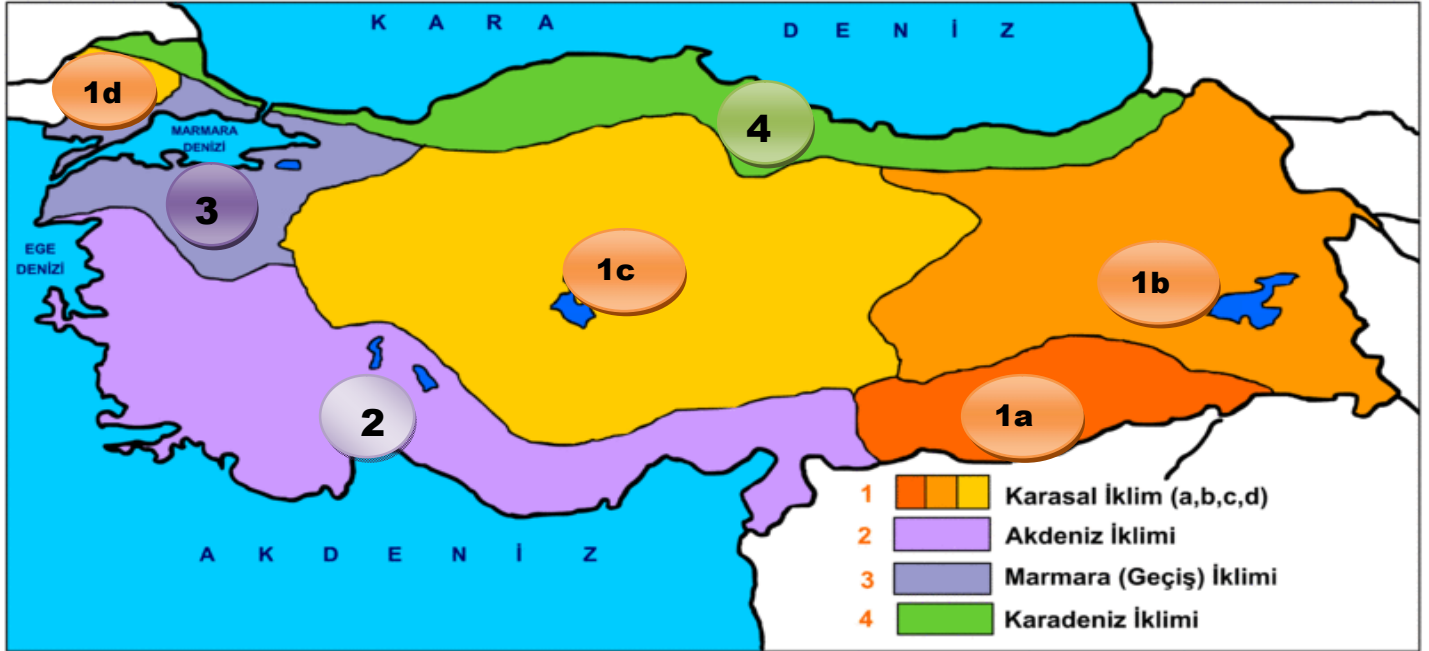 K A R A
D E N İ Z
1d
MARMARA
DENİZİ
4
3
EGE
DENİZİ
1c
1b
2
1a
1 Karasal İklim (a,b,c,d)
2 Akdeniz İklimi
3 Marmara (Geçiş) İklimi
4 Karadeniz İklimi
A K D E N İ Z